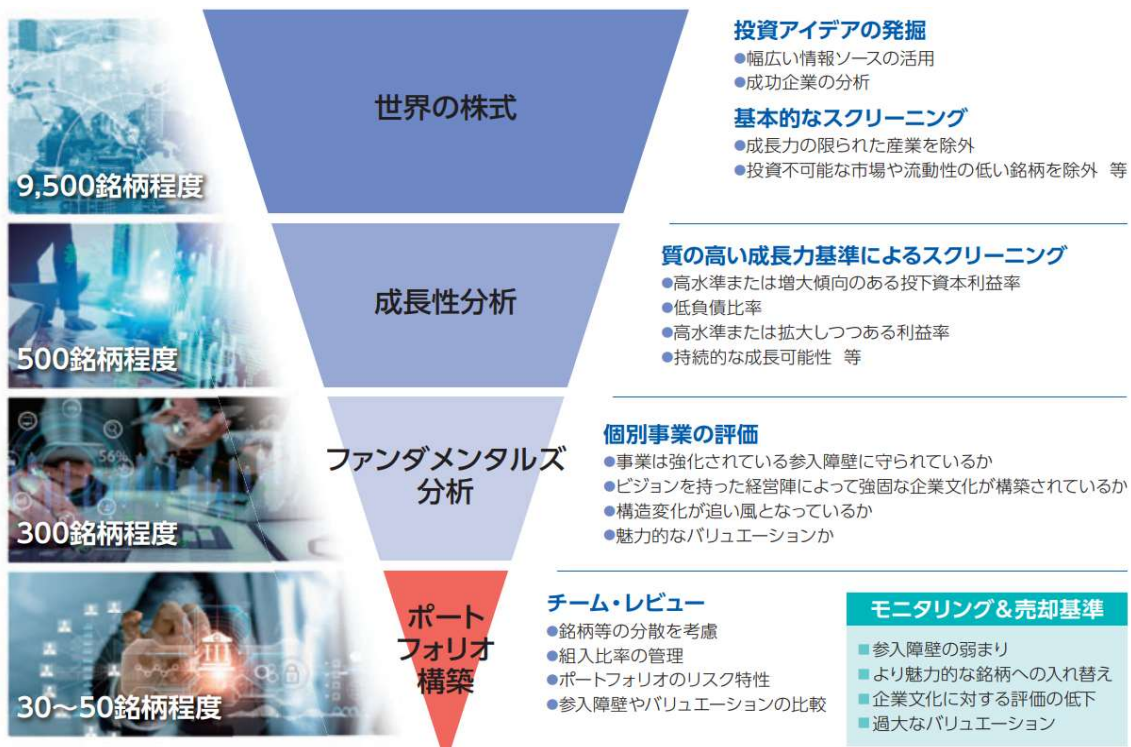 世界の株式
9,500銘柄程度
投資アイデアの発掘
●幅広い情報ソースの活用
●成功企業の分析
基本的なスクリーニング
●成長力の限られた産業を除外
●投資不可能な市場や流動性の低い銘柄を除外 等
成長性分析
500銘柄程度
質の高い成長力基準によるスクリーニング
●高水準または増大傾向のある投下資本利益率
●低負債比率
●高水準または拡大しつつある利益率
●持続的な成長可能性 等
ファンダメンタルズ
分析
56%
300銘柄程度
個別事業の評価
●事業は強化されている参入障壁に守られているか
●ビジョンを持った経営陣によって強固な企業文化が構築されているか
●構造変化が追い風となっているか
●魅力的なバリュエーションか
ポート
フォリオ
構築
30～50銘柄程度
チーム・レビュー
●銘柄等の分散を考慮
●組入比率の管理
●ポートフォリオのリスク特性
●参入障壁やバリュエーションの比較
モニタリング&売却基準
■参入障壁の弱まり
■より魅力的な銘柄への入れ替え
■企業文化に対する評価の低下
■過大なバリュエーション